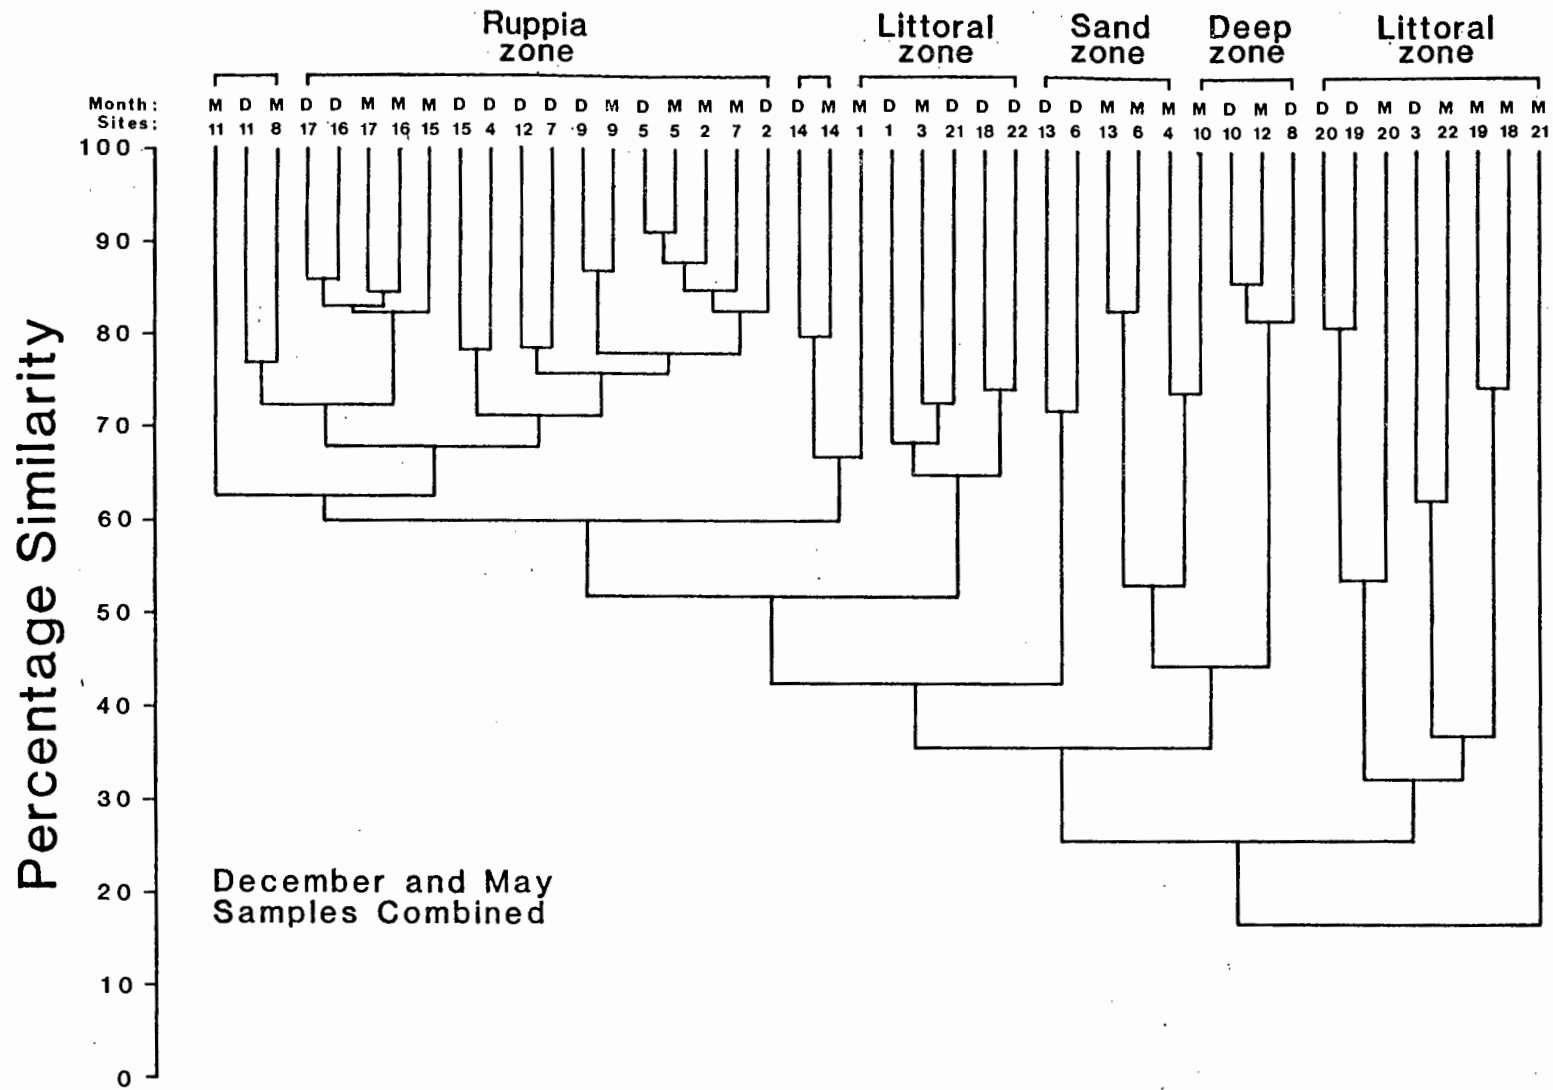 Ruppia zone
Littoral zone
Sand zone
Deep zone
Littoral zone
Month: M D M D D M M M D D D D D M D M M M D D M M D M D D D D D M M M M D M D D D M D M M M M
Sites: 11 11 8 17 16 17 16 15 15 4 12 7 9 9 5 5 2 7 2 14 14 1 1 3 21 18 22 13 6 13 6 4 10 10 12 8 20 19 20 3 22 19 18 21
100
90
80
70
60
50
40
30
20
10
0
Percentage Similarity
December and May
Samples Combined